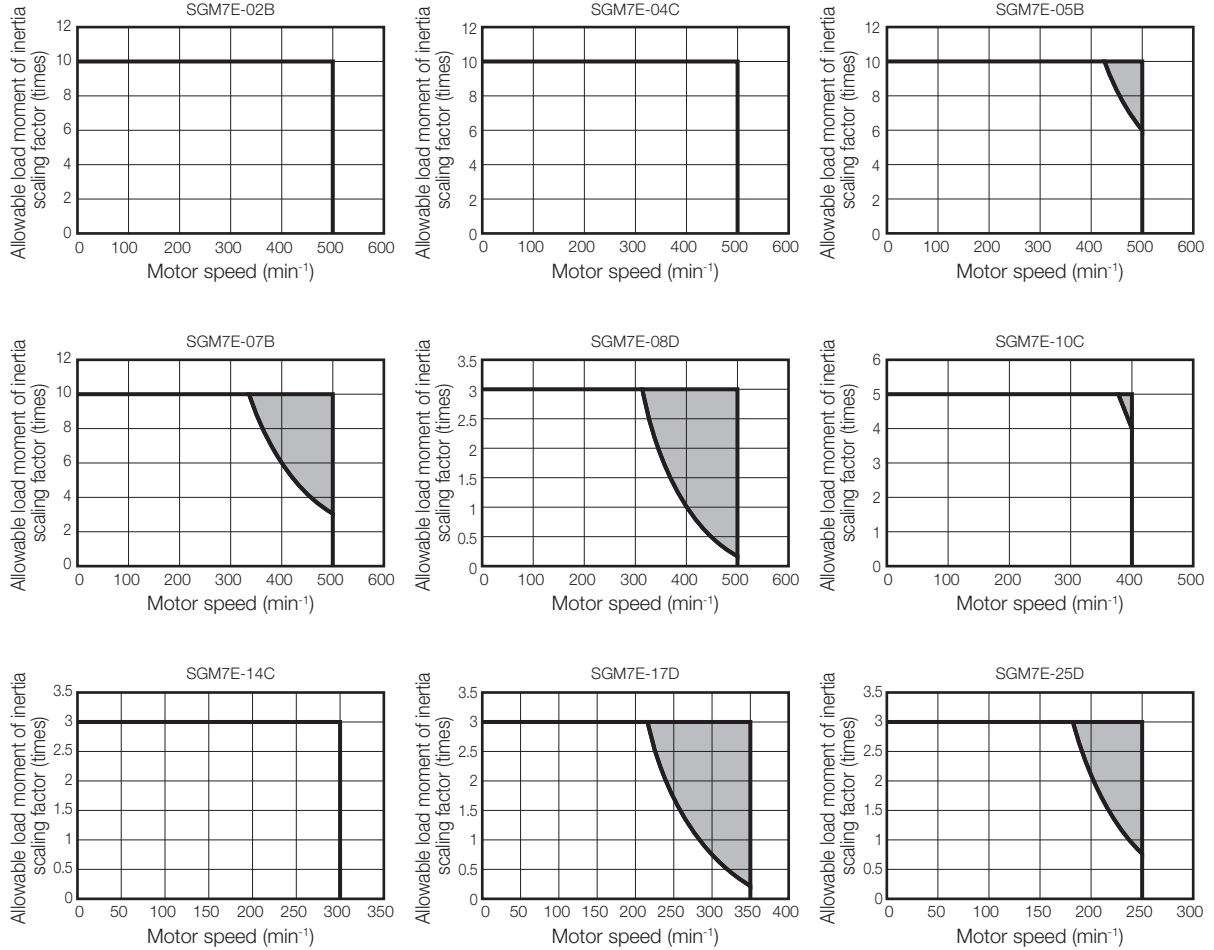 SGM7E-02B
Allowable load moment of inertia
scaling factor (times)
12
10
8
6
4
2
0
0 100 200 300 400 500 600
Motor speed (min-1)
SGM7E-04C
Allowable load moment of inertia
scaling factor (times)
12
10
8
6
4
2
0
0 100 200 300 400 500 600
Motor speed (min-1)
SGM7E-05B
Allowable load moment of inertia
scaling factor (times)
12
10
8
6
4
2
0
0 100 200 300 400 500 600
Motor speed (min-1)
SGM7E-07B
Allowable load moment of inertia
scaling factor (times)
12
10
8
6
4
2
0
0 100 200 300 400 500 600
Motor speed (min-1)
SGM7E-08D
Allowable load moment of inertia
scaling factor (times)
3.5
3
2.5
2
1.5
1
0.5
0
0 100 200 300 400 500 600
Motor speed (min-1)
SGM7E-10C
Allowable load moment of inertia
scaling factor (times)
6
5
4
3
2
1
0
0 100 200 300 400 500
Motor speed (min-1)
SGM7E-14C
Allowable load moment of inertia
scaling factor (times)
3.5
3
2.5
2
1.5
1
0.5
0
0 50 100 150 200 250 300 350
Motor speed (min-1)
SGM7E-17D
Allowable load moment of inertia
scaling factor (times)
3.5
3
2.5
2
1.5
1
0.5
0
0 50 100 150 200 250 300 350 400
Motor speed (min-1)
SGM7E-25D
Allowable load moment of inertia
scaling factor (times)
3.5
3
2.5
2
1.5
1
0.5
0
0 50 100 150 200 250 300
Motor speed (min-1)